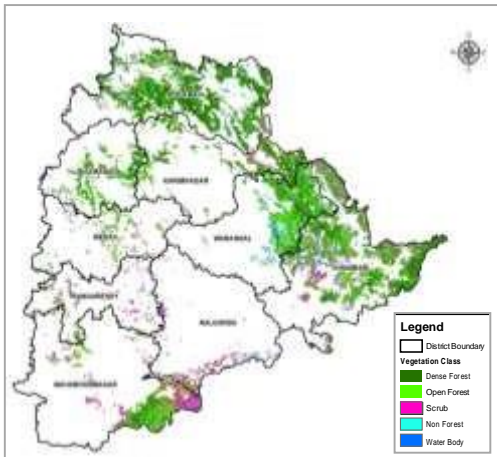 KARIMNAGAR
WARANGAL
NALGONDA
MAHABUBNAGAR
Legend
District Boundary
Vegetation Class
Dense Forest
Open Forest
Scrub
Non Forest
Water Body